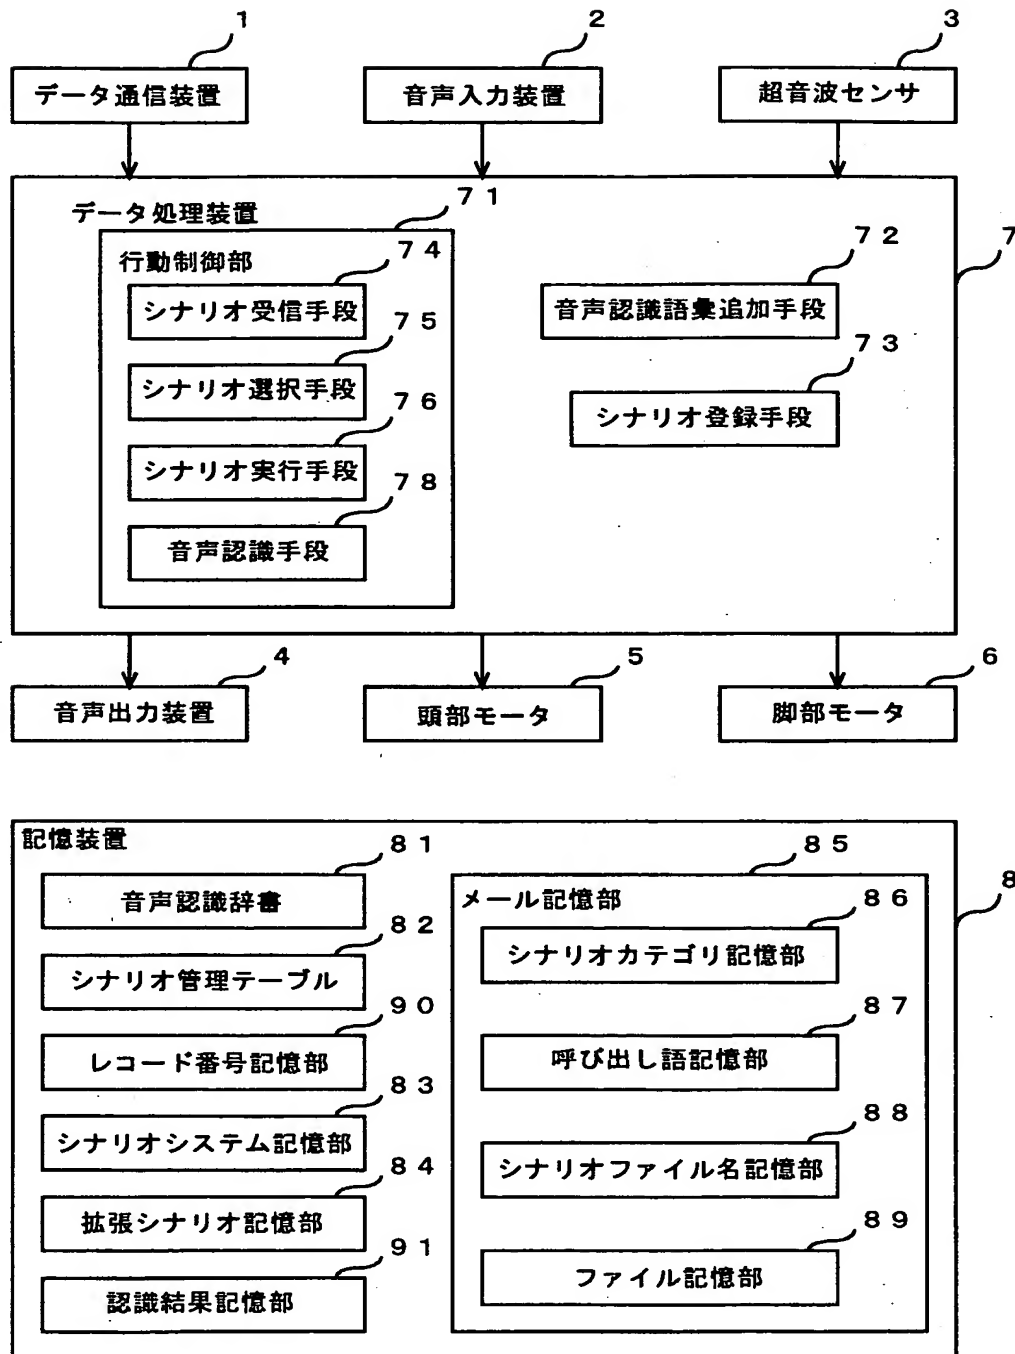 １ ２ ３
データ通信装置 音声入力装置 超音波センサ
７１
データ処理装置
７
７４
７２
行動制御部
シナリオ受信手段
音声認識語彙追加手段
７５
７３
シナリオ選択手段
シナリオ登録手段
７６
シナリオ実行手段
７８
音声認識手段
４ ５ ６
音声出力装置 頭部モータ 脚部モータ
記憶装置
８１
８５
８
音声認識辞書
メール記憶部
８６
８２
シナリオカテゴリ記憶部
シナリオ管理テーブル
９０
８７
レコード番号記憶部
呼び出し語記憶部
８３
８８
シナリオシステム記憶部
シナリオファイル名記憶部
８４
拡張シナリオ記憶部
８９
９１
ファイル記憶部
認識結果記憶部